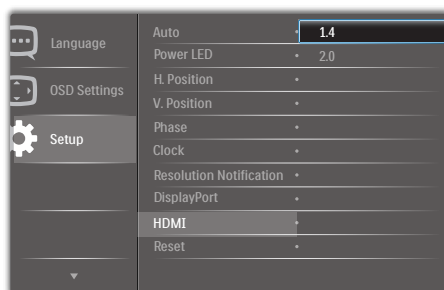 Language
OSD Settings
Setup
Auto
Power LED
H. Position
V. Position
Phase
Clock
Resolution Notification
DisplayPort
HDMI
Reset
1.4
2.0